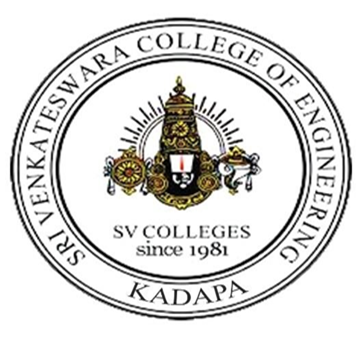 SRI VENKATESWARA COLLEGE OF ENGINEERING
SV COLLEGES
since 1981
KADAPA